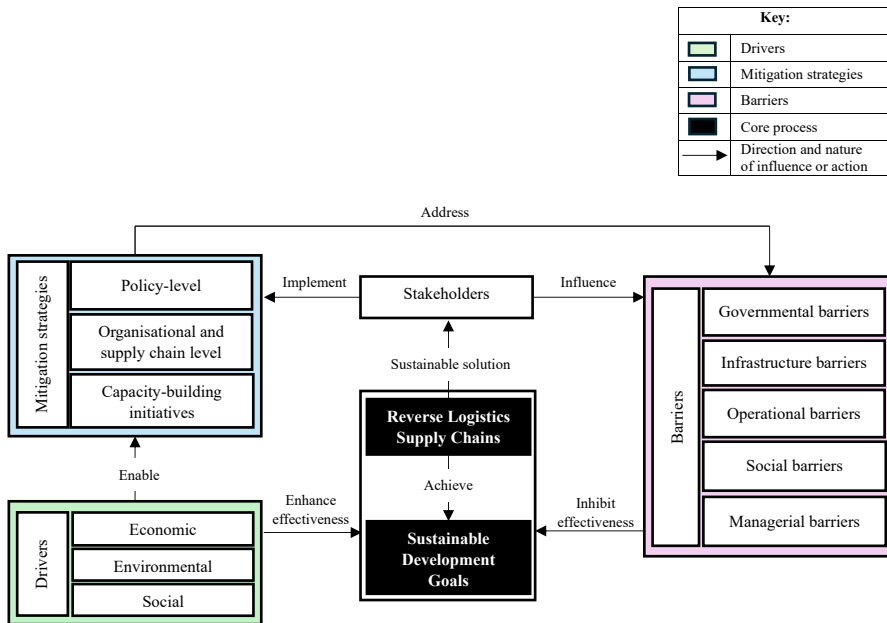 Key:
Drivers
Mitigation strategies
Barriers
Core process
Direction and nature
of influence or action
Address
Mitigation strategies
Policy-level
Organisational and
supply chain level
Capacity-building
initiatives
Implement
Stakeholders
Influence
Sustainable solution
Reverse Logistics
Supply Chains
Achieve
Sustainable
Development
Goals
Barriers
Governmental barriers
Infrastructure barriers
Operational barriers
Social barriers
Managerial barriers
Enable
Enhance
effectiveness
Inhibit
effectiveness
Drivers
Economic
Environmental
Social